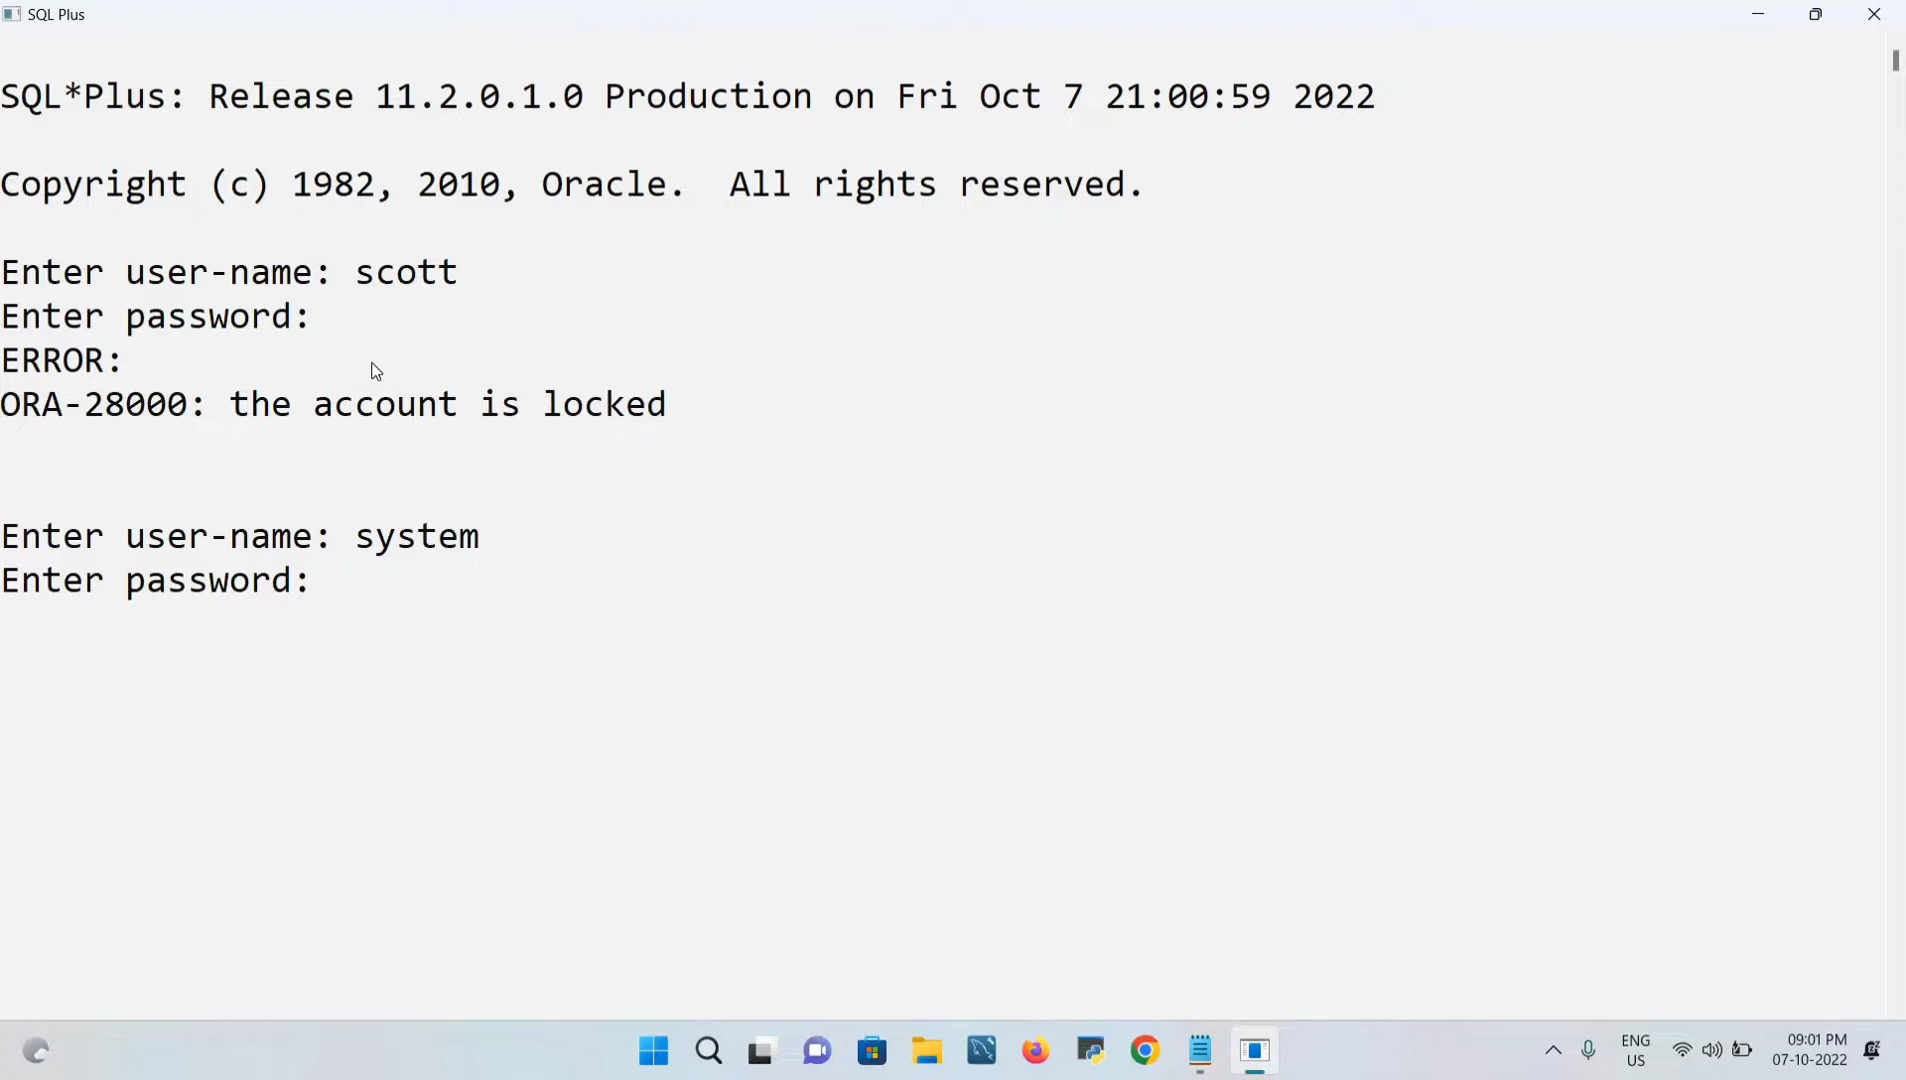 SQL Plus
SQL*Plus: Release 11.2.0.1.0 Production on Fri Oct 7 21:00:59 2022
Copyright (c) 1982, 2010, Oracle.  All rights reserved.
Enter user-name: scott
Enter password:
ERROR:
ORA-28000: the account is locked
Enter user-name: system
Enter password:
ENG
US
09:01 PM
07-10-2022